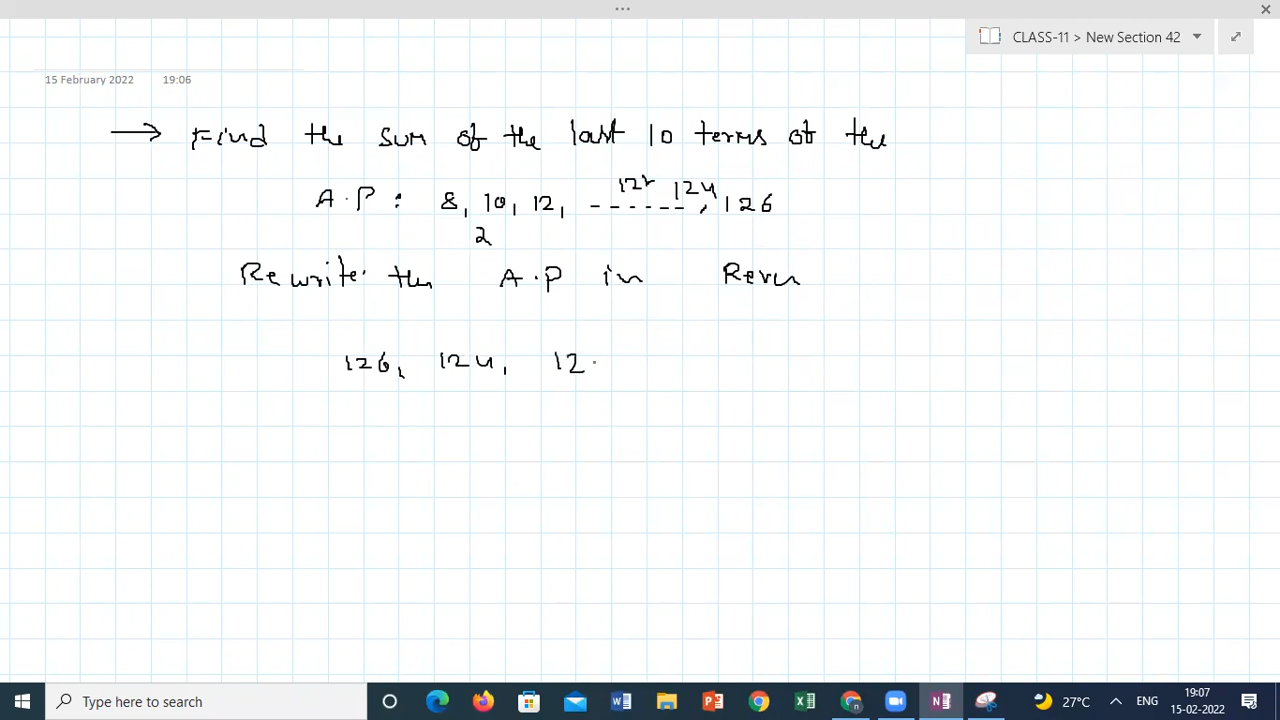 ...
CLASS-11 > New Section 42
15 February 2022 19:06
→ Find the sum of the last 10 terms of the
122 124
A.P : 8, 10, 12, - - - - - - , 126
2
Rewrite the A.P in Rever
126, 124, 12
Type here to search
27°C ENG 19:07
15-02-2022